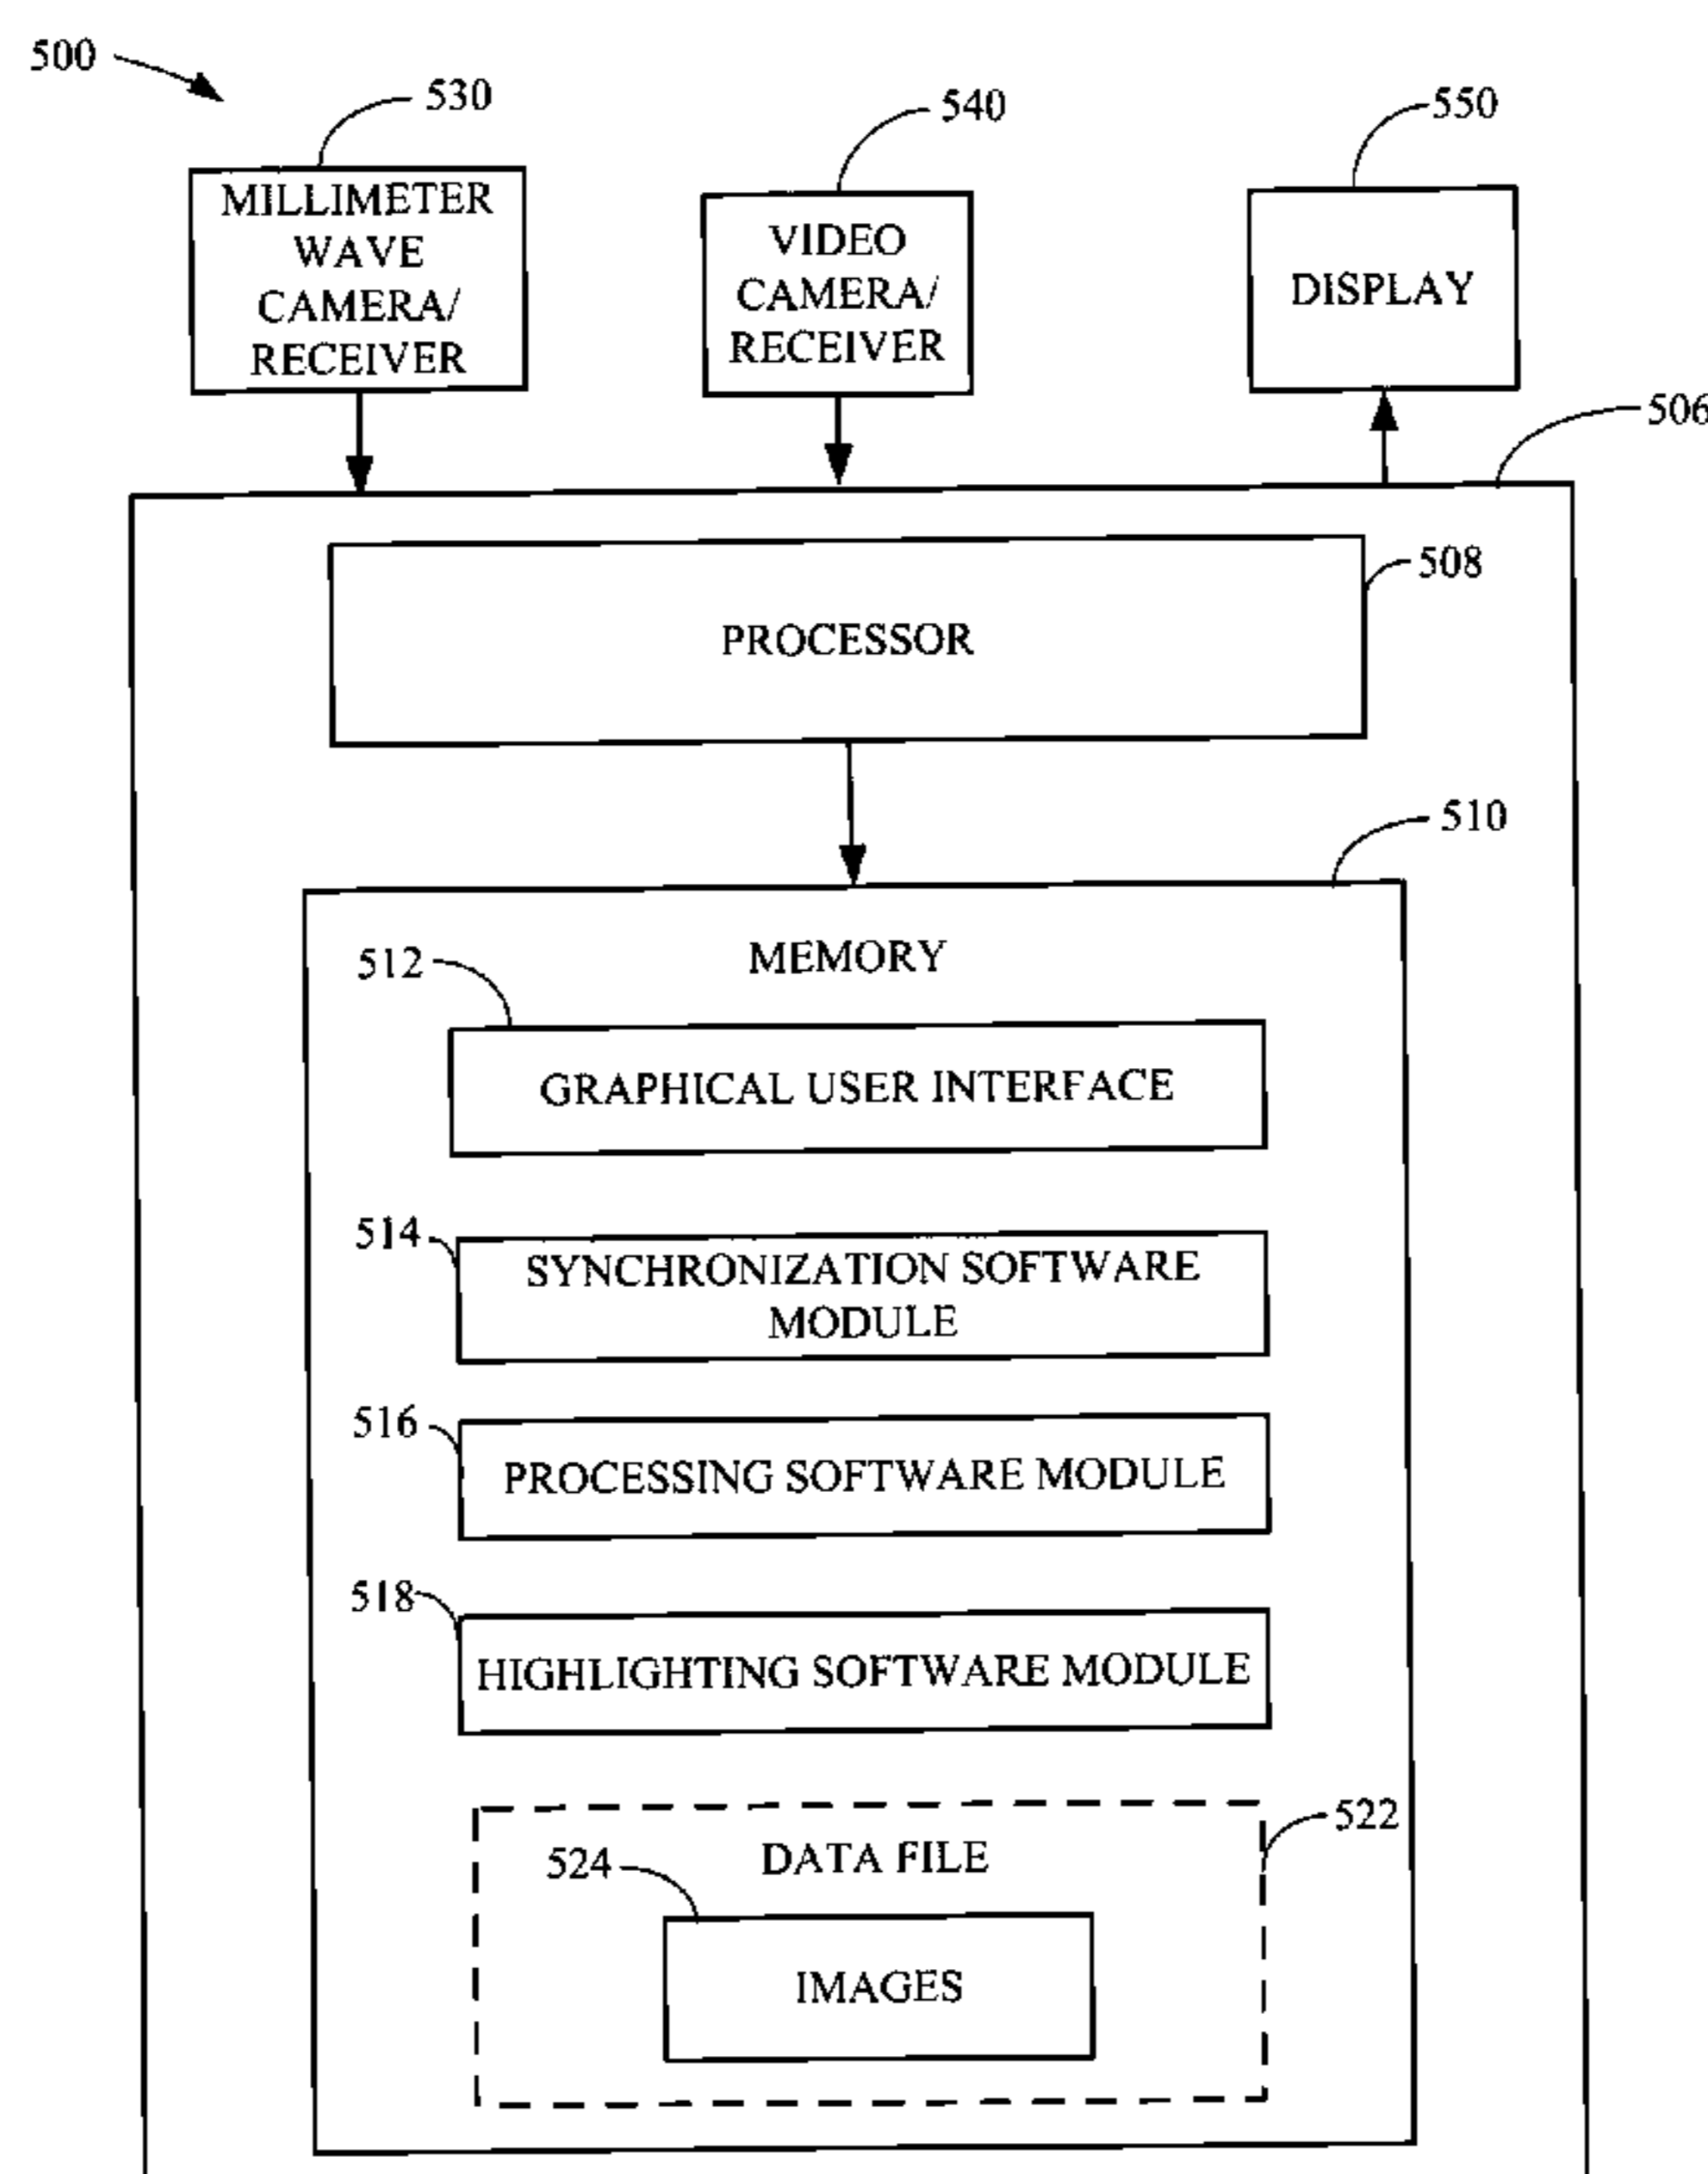 500
530
540
550
MILLIMETER
WAVE
CAMERA/
RECEIVER
VIDEO
CAMERA/
RECEIVER
DISPLAY
506
508
PROCESSOR
510
MEMORY
512
GRAPHICAL USER INTERFACE
514
SYNCHRONIZATION SOFTWARE
MODULE
516
PROCESSING SOFTWARE MODULE
518
HIGHLIGHTING SOFTWARE MODULE
522
DATA FILE
524
IMAGES